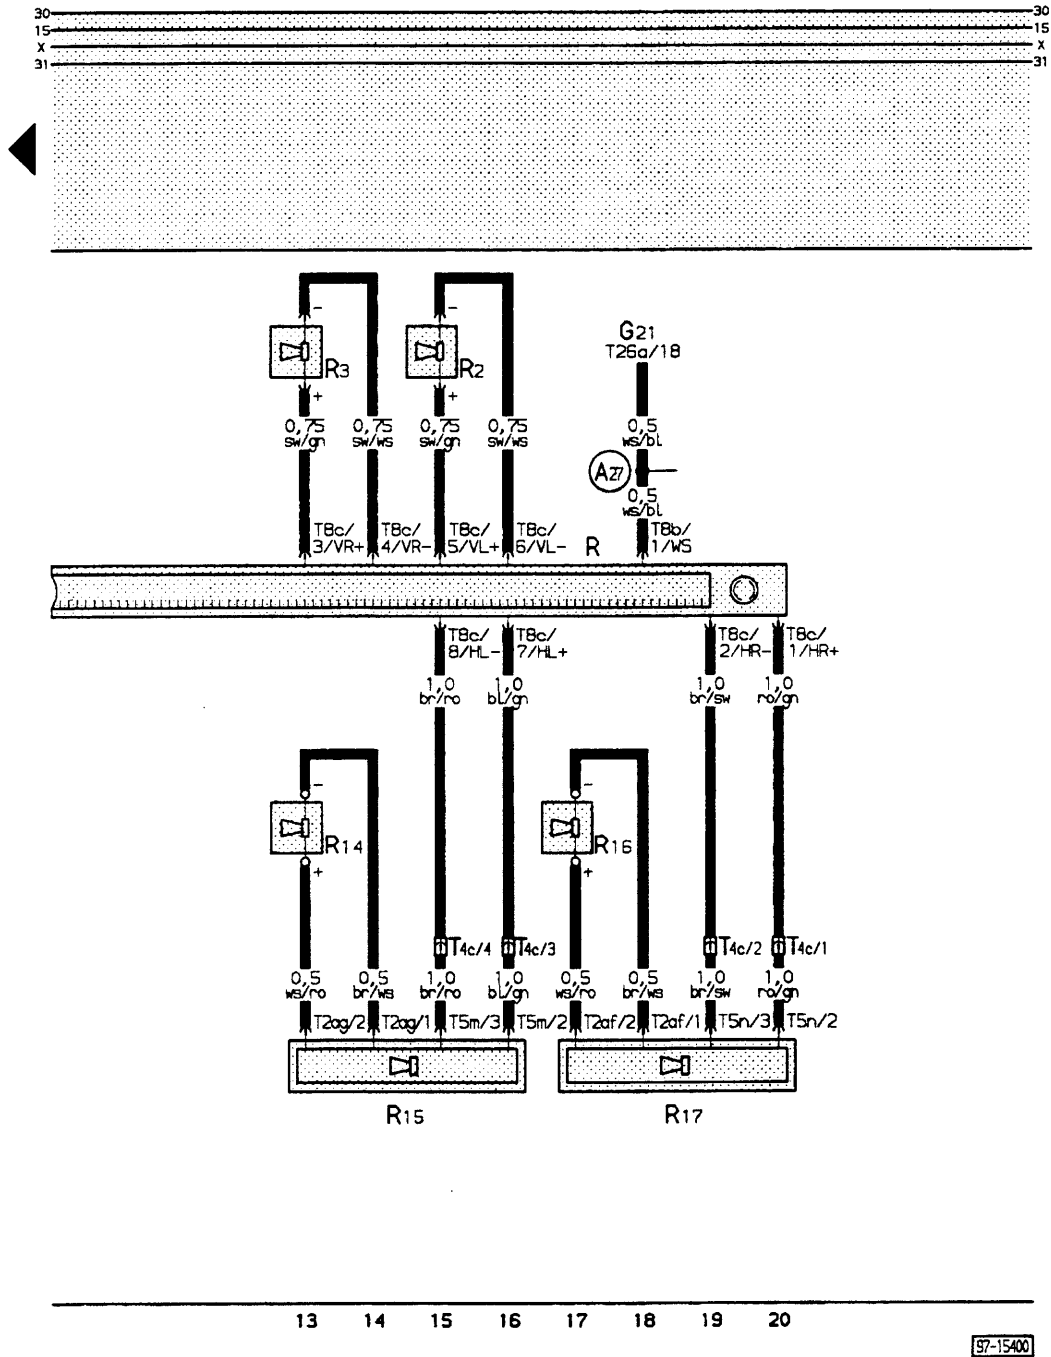 30 30
15 15
X X
31 31
- -
G21
T26a/18
R3 R2
+ +
0,75 0,75 0,75 0,75 0,5
sw/gn sw/ws sw/gn sw/ws ws/bl
A27
0,5
ws/bl
T8c/ T8c/ T8c/ T8c/ T8b/
3/VR+ 4/VR- 5/VL+ 6/VL- R 1/WS
T8c/ T8c/ T8c/ T8c/
8/HL- 7/HL+ 2/HR- 1/HR+
1,0 1,0 1,0 1,0
br/ro bl/gn br/sw ro/gn
- -
R14 R16
+ +
T4c/4 T4c/3 T4c/2 T4c/1
0,5 0,5 1,0 1,0 0,5 0,5 1,0 1,0
ws/ro br/ws br/ro bl/gn ws/ro br/ws br/sw ro/gn
T2ag/2 T2ag/1 T5m/3 T5m/2 T2af/2 T2af/1 T5n/3 T5n/2
R15 R17
13 14 15 16 17 18 19 20
97-15400